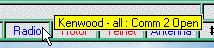 Kenwood - all : Comm 2 Open
Radio Rotor Telnet Antenna